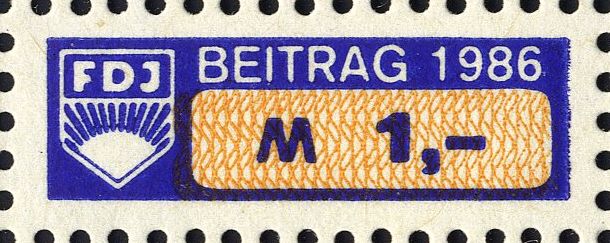 FDJ
BEITRAG 1986
M 1,-